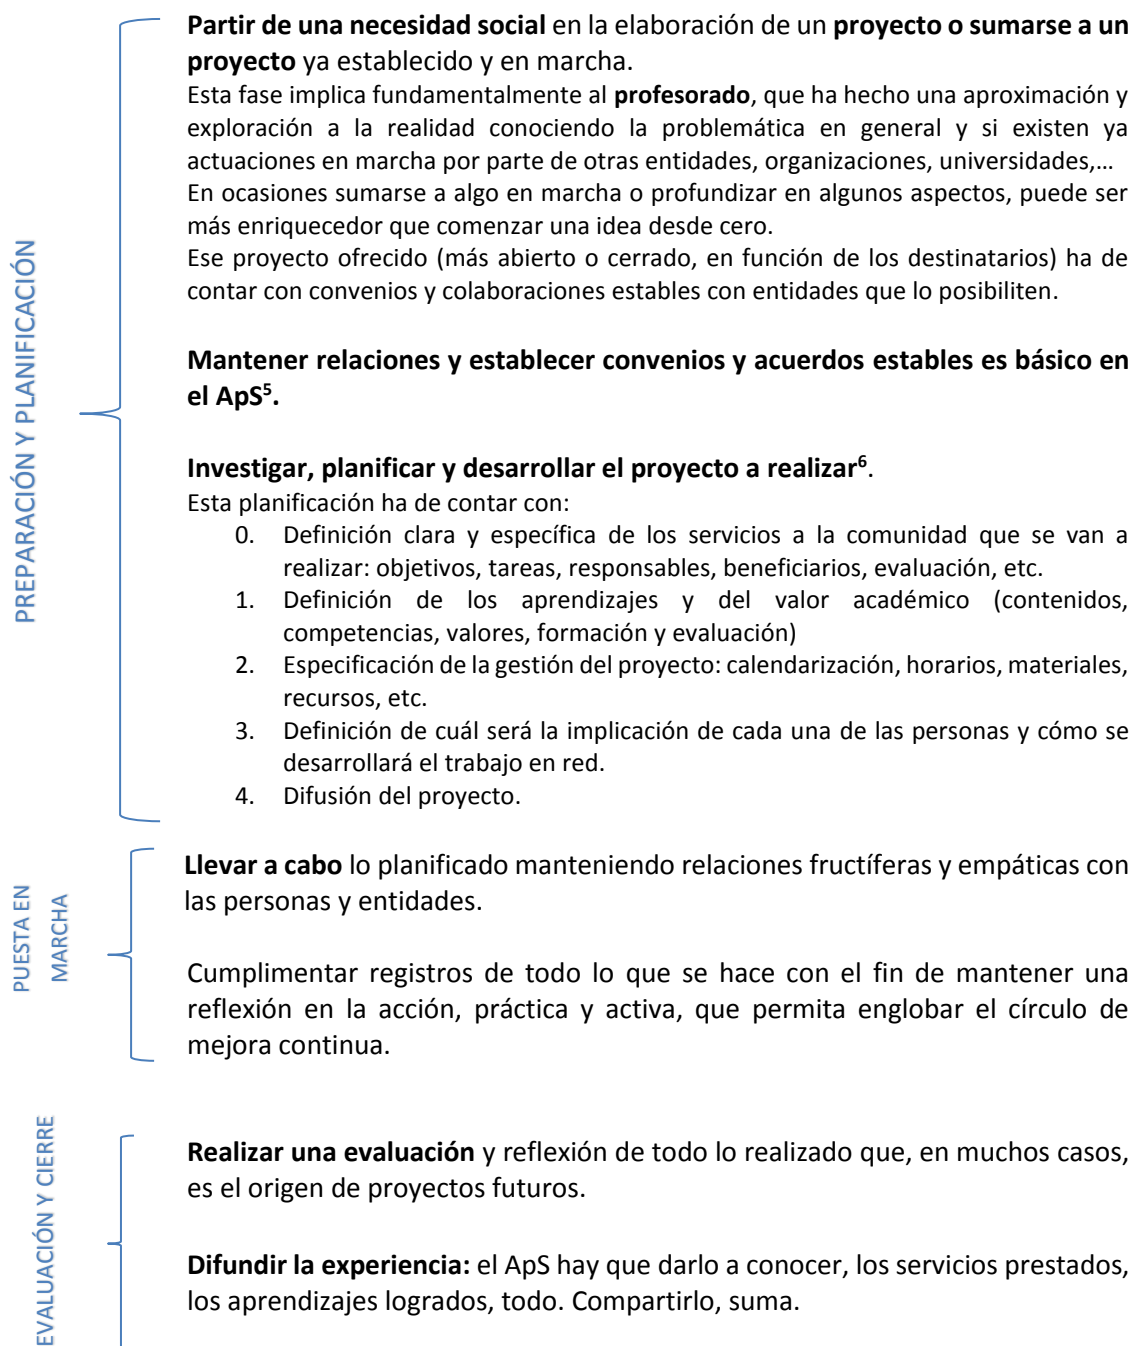 PREPARACIÓN Y PLANIFICACIÓN
Partir de una necesidad social en la elaboración de un proyecto o sumarse a un
proyecto ya establecido y en marcha.
Esta fase implica fundamentalmente al profesorado, que ha hecho una aproximación y
exploración a la realidad conociendo la problemática en general y si existen ya
actuaciones en marcha por parte de otras entidades, organizaciones, universidades,…
En ocasiones sumarse a algo en marcha o profundizar en algunos aspectos, puede ser
más enriquecedor que comenzar una idea desde cero.
Ese proyecto ofrecido (más abierto o cerrado, en función de los destinatarios) ha de
contar con convenios y colaboraciones estables con entidades que lo posibiliten.
Mantener relaciones y establecer convenios y acuerdos estables es básico en
el ApS⁵.
Investigar, planificar y desarrollar el proyecto a realizar⁶.
Esta planificación ha de contar con:
0. Definición clara y específica de los servicios a la comunidad que se van a
realizar: objetivos, tareas, responsables, beneficiarios, evaluación, etc.
1. Definición de los aprendizajes y del valor académico (contenidos,
competencias, valores, formación y evaluación)
2. Especificación de la gestión del proyecto: calendarización, horarios, materiales,
recursos, etc.
3. Definición de cuál será la implicación de cada una de las personas y cómo se
desarrollará el trabajo en red.
4. Difusión del proyecto.
PUESTA EN
MARCHA
Llevar a cabo lo planificado manteniendo relaciones fructíferas y empáticas con
las personas y entidades.
Cumplimentar registros de todo lo que se hace con el fin de mantener una
reflexión en la acción, práctica y activa, que permita englobar el círculo de
mejora continua.
EVALUACIÓN Y CIERRE
Realizar una evaluación y reflexión de todo lo realizado que, en muchos casos,
es el origen de proyectos futuros.
Difundir la experiencia: el ApS hay que darlo a conocer, los servicios prestados,
los aprendizajes logrados, todo. Compartirlo, suma.